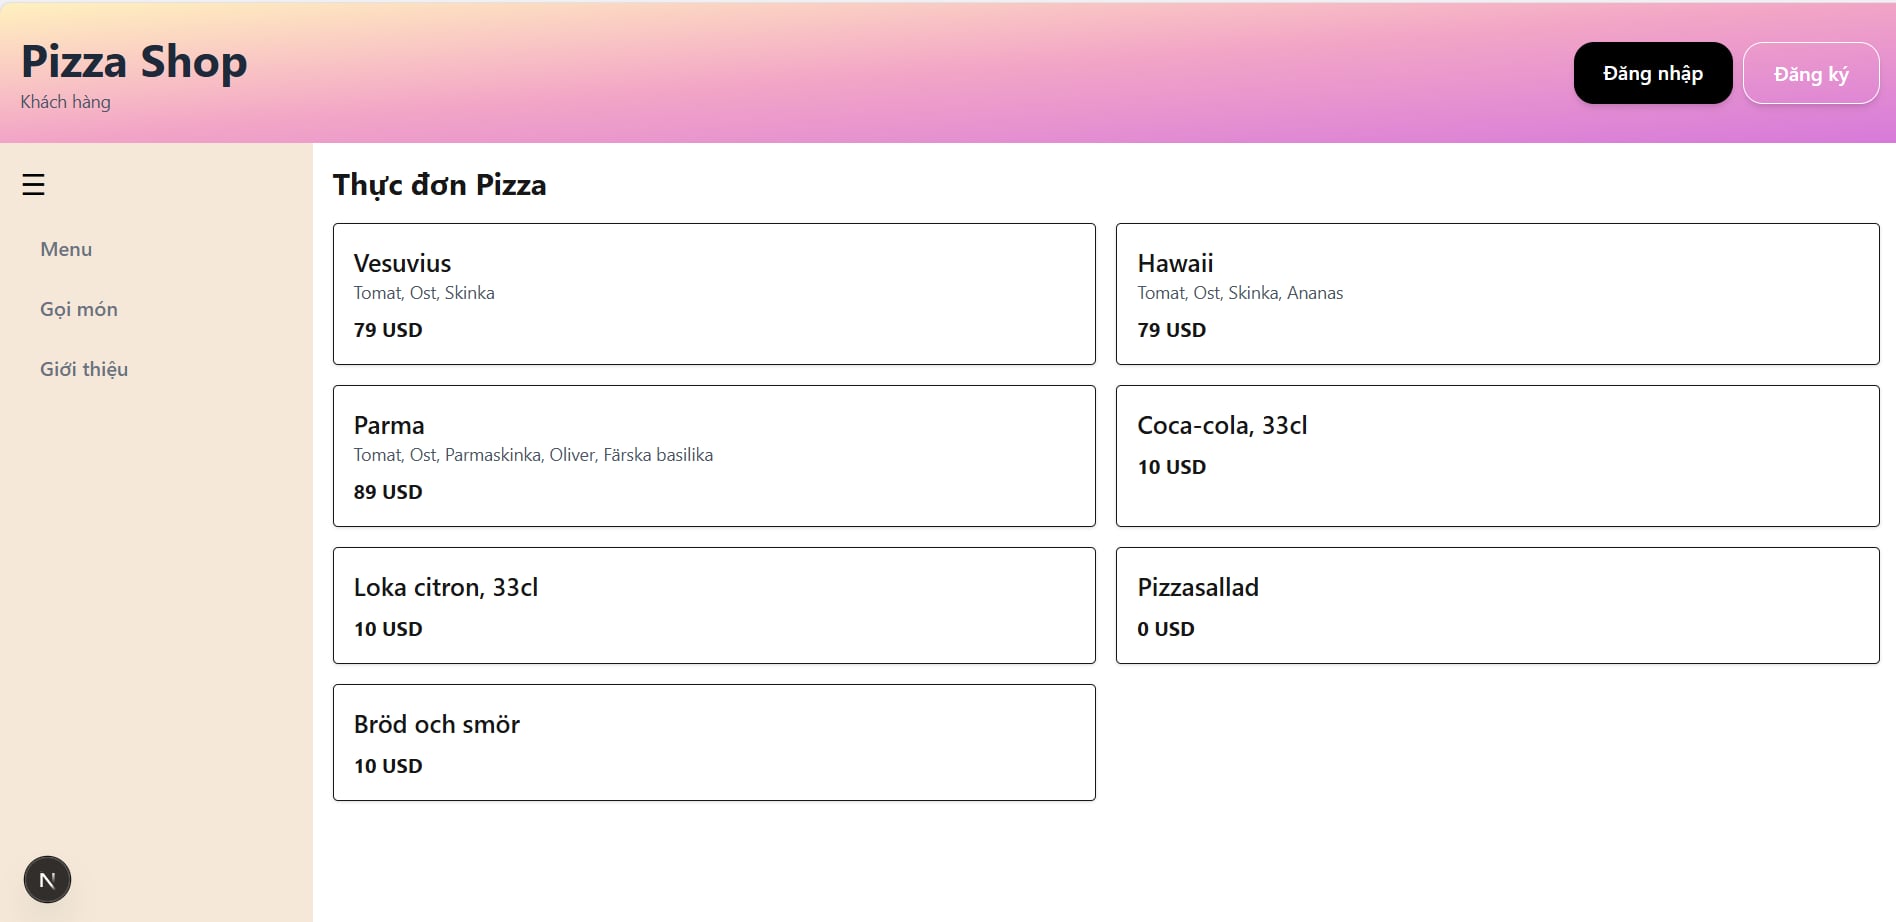 Pizza Shop
Khách hàng
Đăng nhập
Đăng ký
Menu
Gọi món
Giới thiệu
Thực đơn Pizza
Vesuvius
Tomat, Ost, Skinka
79 USD
Hawaii
Tomat, Ost, Skinka, Ananas
79 USD
Parma
Tomat, Ost, Parmaskinka, Oliver, Färska basilika
89 USD
Coca-cola, 33cl
10 USD
Loka citron, 33cl
10 USD
Pizzasallad
0 USD
Bröd och smör
10 USD
N